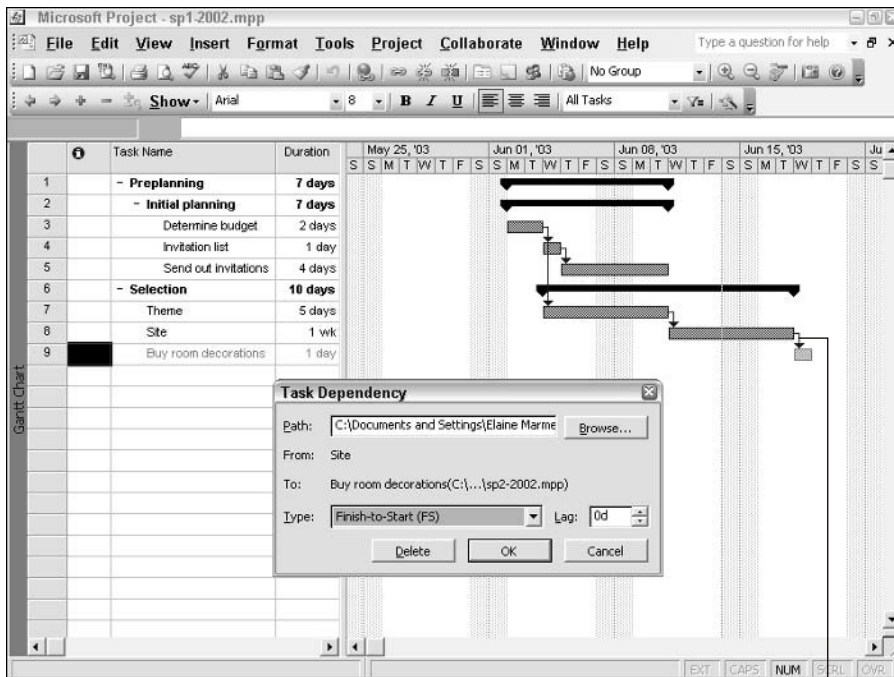 Microsoft Project - sp1-2002.mpp
File Edit View Insert Format Tools Project Collaborate Window Help Type a question for help
No Group
Show Arial 8 B I U All Tasks
Task Name Duration May 25, '03 Jun 01, '03 Jun 08, '03 Jun 15, '03 Ju
S S M T W T F S S M T W T F S S M T W T F S S M T W T F S S
1 Preplanning 7 days
2 Initial planning 7 days
3 Determine budget 2 days
4 Invitation list 1 day
5 Send out invitations 4 days
6 Selection 10 days
7 Theme 5 days
8 Site 1 wk
9 Buy room decorations 1 day
Gantt Chart
Task Dependency
Path: C:\Documents and Settings\Elaine Marme Browse...
From: Site
To: Buy room decorations(C:\...\sp2-2002.mpp)
Type: Finish-to-Start (FS) Lag: 0d
Delete OK Cancel
EXT CAPS NUM SCRL OVR